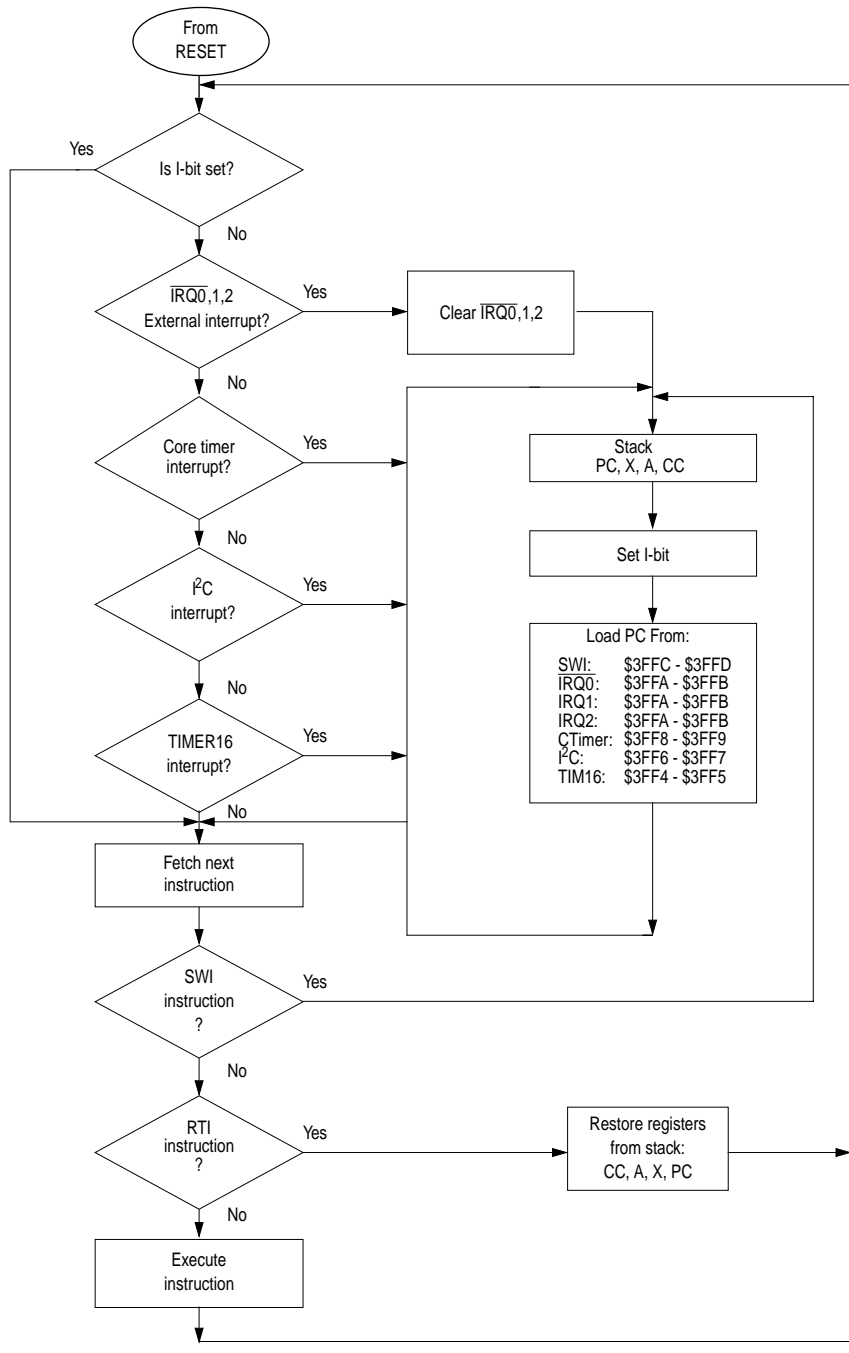 From
RESET
Yes
Is I-bit set?
No
IRQ0,1,2
External interrupt?
Yes
Clear IRQ0,1,2
No
Core timer
interrupt?
Yes
Stack
PC, X, A, CC
No
Set I-bit
I²C
interrupt?
Yes
Load PC From:
SWI: $3FFC - $3FFD
IRQ0: $3FFA - $3FFB
IRQ1: $3FFA - $3FFB
IRQ2: $3FFA - $3FFB
CTimer: $3FF8 - $3FF9
I²C: $3FF6 - $3FF7
TIM16: $3FF4 - $3FF5
No
TIMER16
interrupt?
Yes
No
Fetch next
instruction
SWI
instruction
?
Yes
No
RTI
instruction
?
Yes
Restore registers
from stack:
CC, A, X, PC
No
Execute
instruction